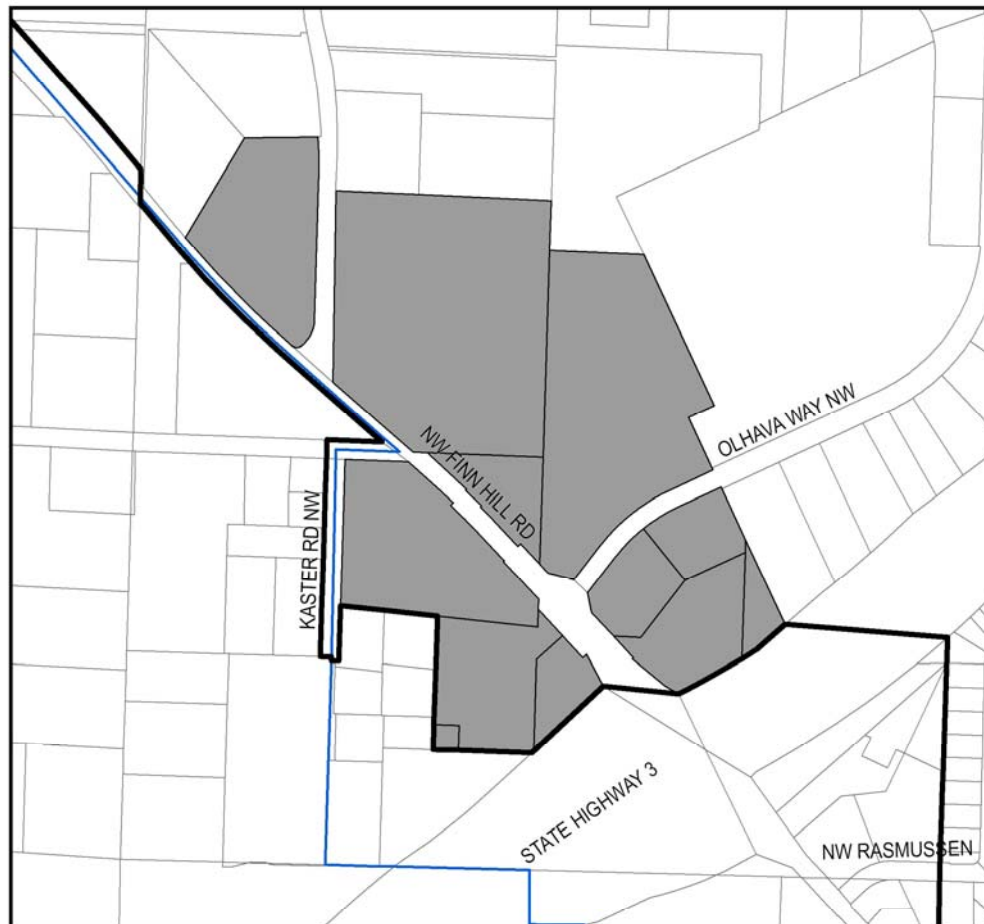 OLHAVA WAY NW
NW FINN HILL RD
KASTER RD NW
STATE HIGHWAY 3
NW RASMUSSEN